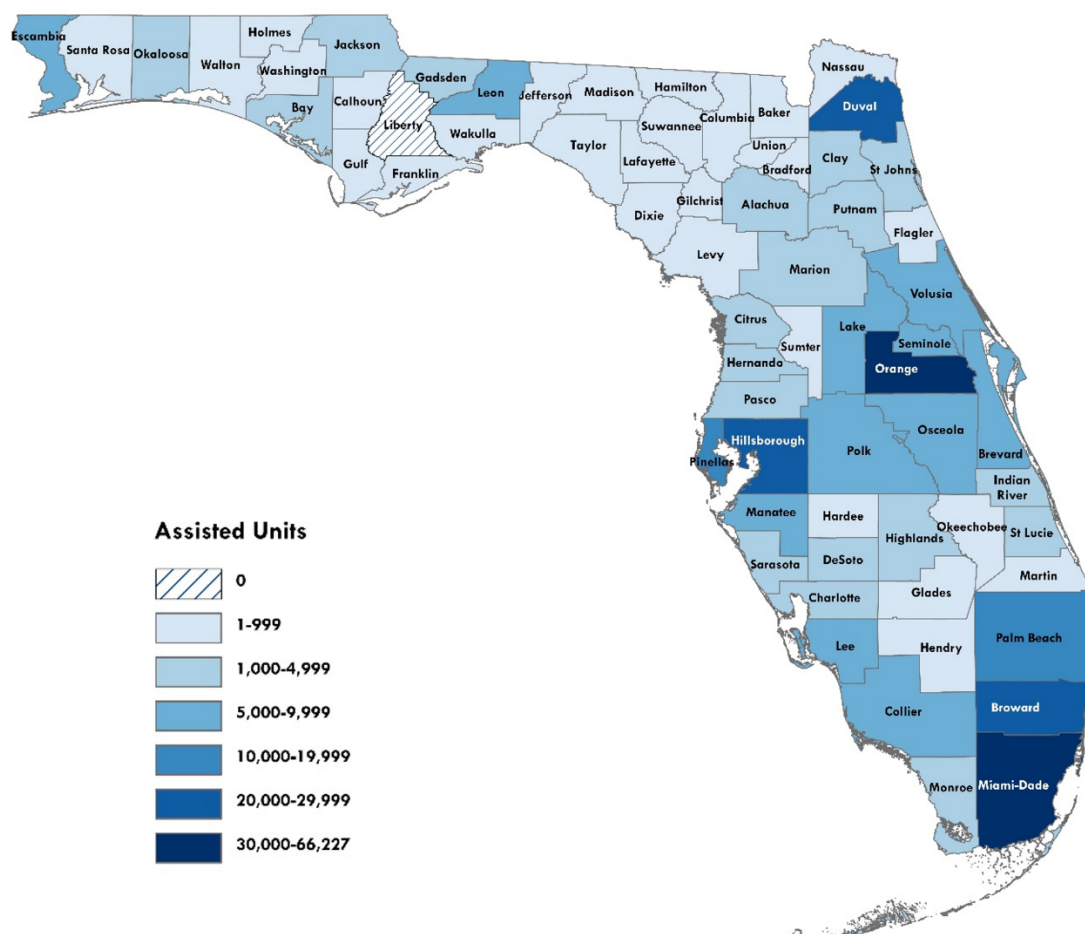 Escambia
Santa Rosa
Okaloosa
Walton
Holmes
Washington
Jackson
Bay
Calhoun
Gulf
Liberty
Gadsden
Franklin
Leon
Wakulla
Jefferson
Madison
Taylor
Hamilton
Suwannee
Lafayette
Columbia
Dixie
Gilchrist
Levy
Baker
Union
Bradford
Nassau
Duval
Clay
St Johns
Alachua
Putnam
Flagler
Marion
Volusia
Citrus
Sumter
Lake
Seminole
Hernando
Orange
Pasco
Hillsborough
Pinellas
Polk
Osceola
Brevard
Indian
River
Manatee
Hardee
Okeechobee
Highlands
St Lucie
Sarasota
DeSoto
Martin
Charlotte
Glades
Lee
Hendry
Palm Beach
Collier
Broward
Monroe
Miami-Dade
Assisted Units
0
1-999
1,000-4,999
5,000-9,999
10,000-19,999
20,000-29,999
30,000-66,227